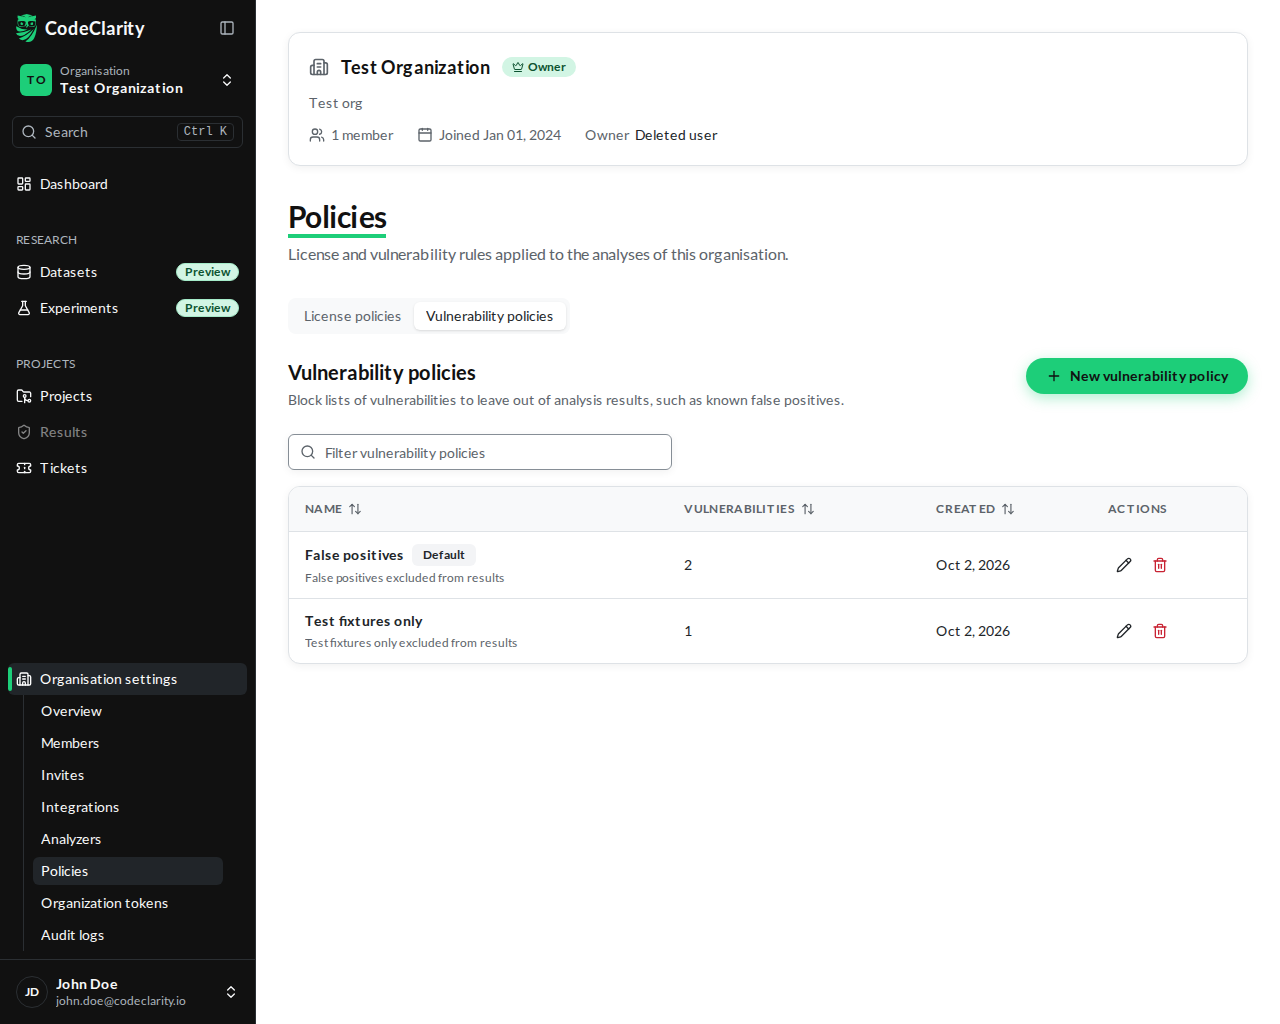 CodeClarity
TO
Organisation
Test Organization
Search
Ctrl K
Dashboard
RESEARCH
Datasets
Preview
Experiments
Preview
PROJECTS
Projects
Results
Tickets
Organisation settings
Overview
Members
Invites
Integrations
Analyzers
Policies
Organization tokens
Audit logs
JD
John Doe
john.doe@codeclarity.io
Test Organization
Owner
Test org
1 member
Joined Jan 01, 2024
Owner Deleted user
Policies
License and vulnerability rules applied to the analyses of this organisation.
License policies
Vulnerability policies
Vulnerability policies
Block lists of vulnerabilities to leave out of analysis results, such as known false positives.
New vulnerability policy
Filter vulnerability policies
NAME
VULNERABILITIES
CREATED
ACTIONS
False positives
Default
False positives excluded from results
2
Oct 2, 2026
Test fixtures only
Test fixtures only excluded from results
1
Oct 2, 2026